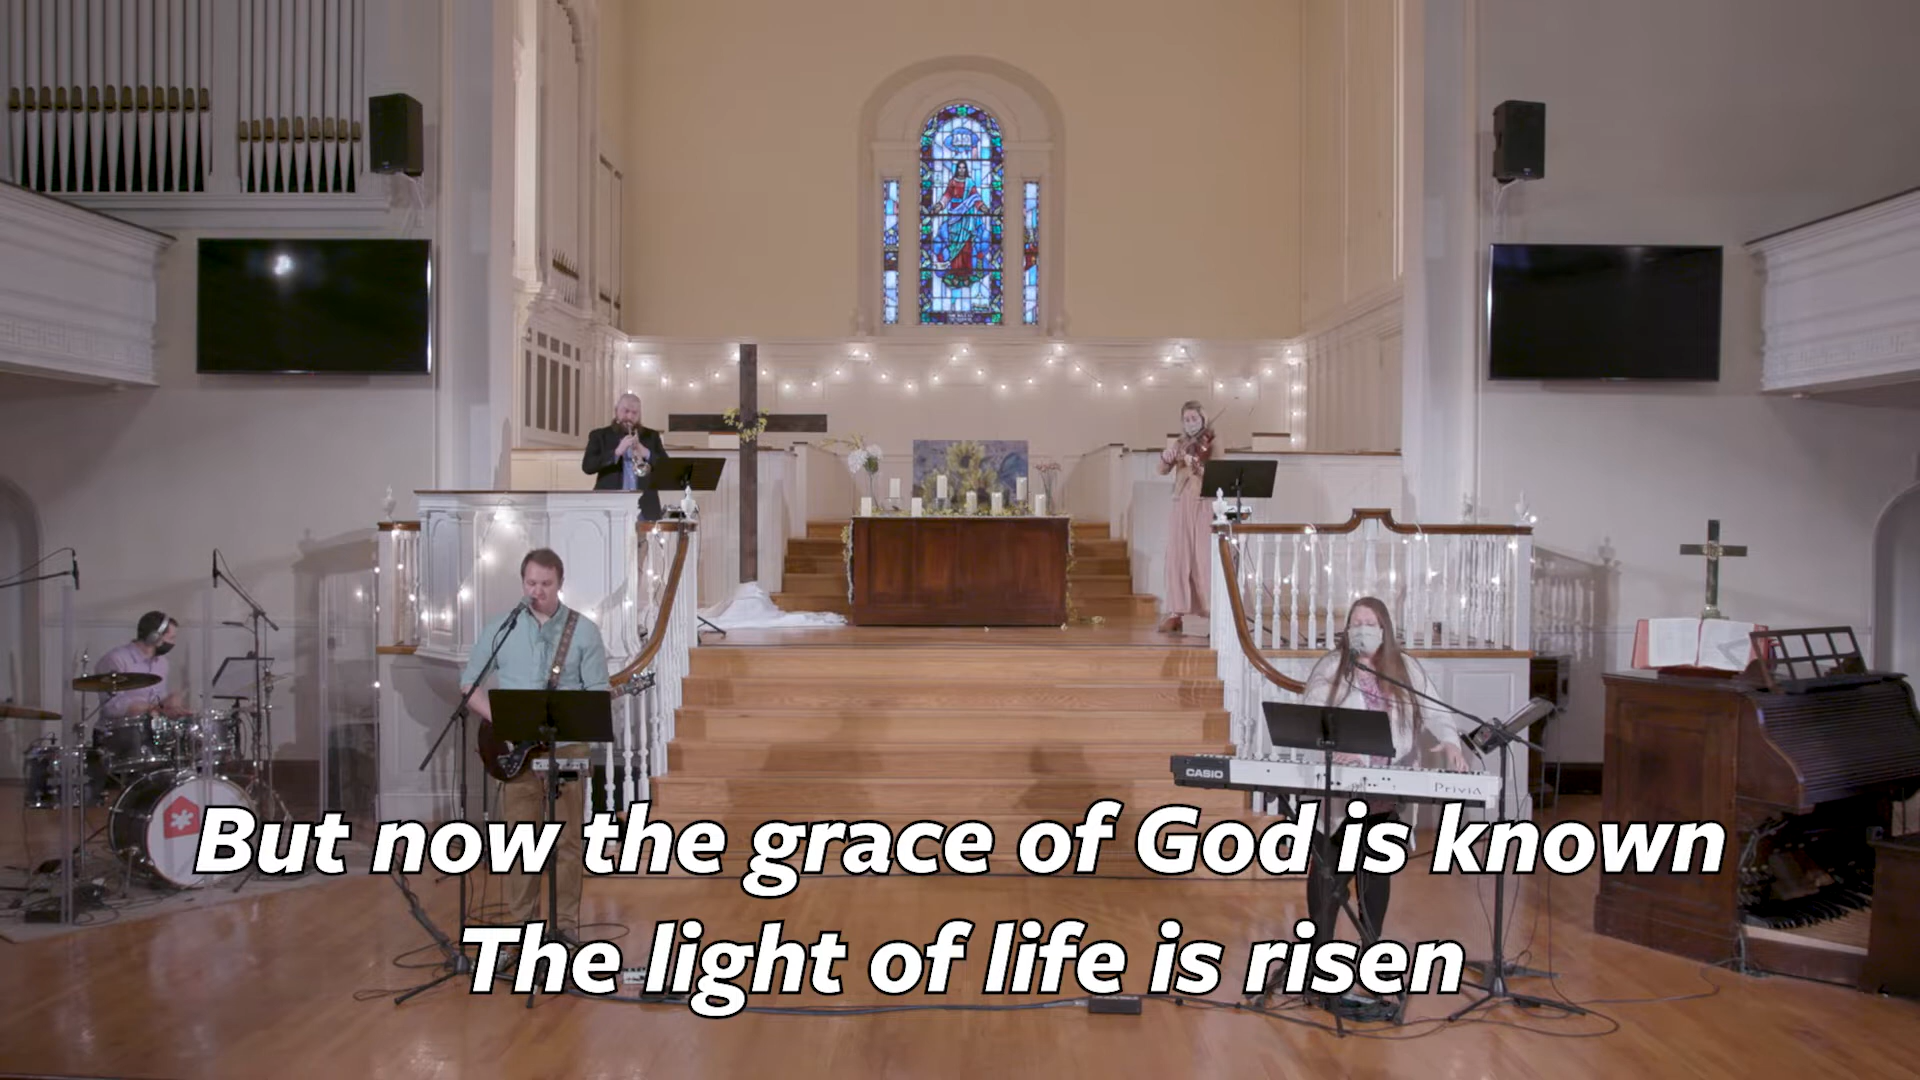 CASIO
Privia
But now the grace of God is known
The light of life is risen